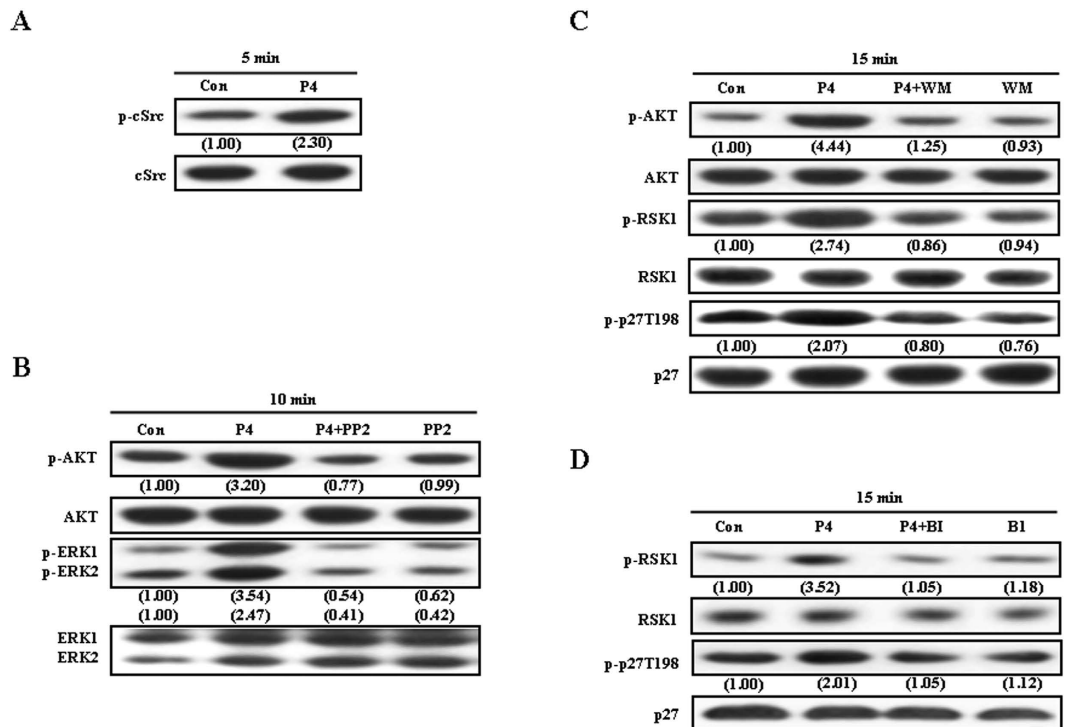 A
5 min
Con P4
p-cSrc
(1.00) (2.30)
cSrc
B
10 min
Con P4 P4+PP2 PP2
p-AKT
(1.00) (3.20) (0.77) (0.99)
AKT
p-ERK1
p-ERK2
(1.00) (3.54) (0.54) (0.62)
(1.00) (2.47) (0.41) (0.42)
ERK1
ERK2
C
15 min
Con P4 P4+WM WM
p-AKT
(1.00) (4.44) (1.25) (0.93)
AKT
p-RSK1
(1.00) (2.74) (0.86) (0.94)
RSK1
p-p27T198
(1.00) (2.07) (0.80) (0.76)
p27
D
15 min
Con P4 P4+BI B1
p-RSK1
(1.00) (3.52) (1.05) (1.18)
RSK1
p-p27T198
(1.00) (2.01) (1.05) (1.12)
p27